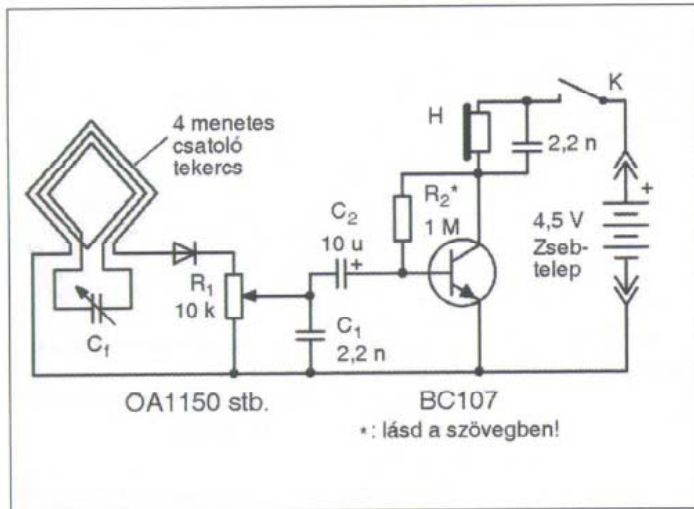 4 menetes
csatoló
tekercs
Cf
R1
10 k
C2
10 u
+
C1
2,2 n
R2*
1 M
H
2,2 n
K
+
4,5 V
Zseb-
telep
OA1150 stb.
BC107
*: lásd a szövegben!